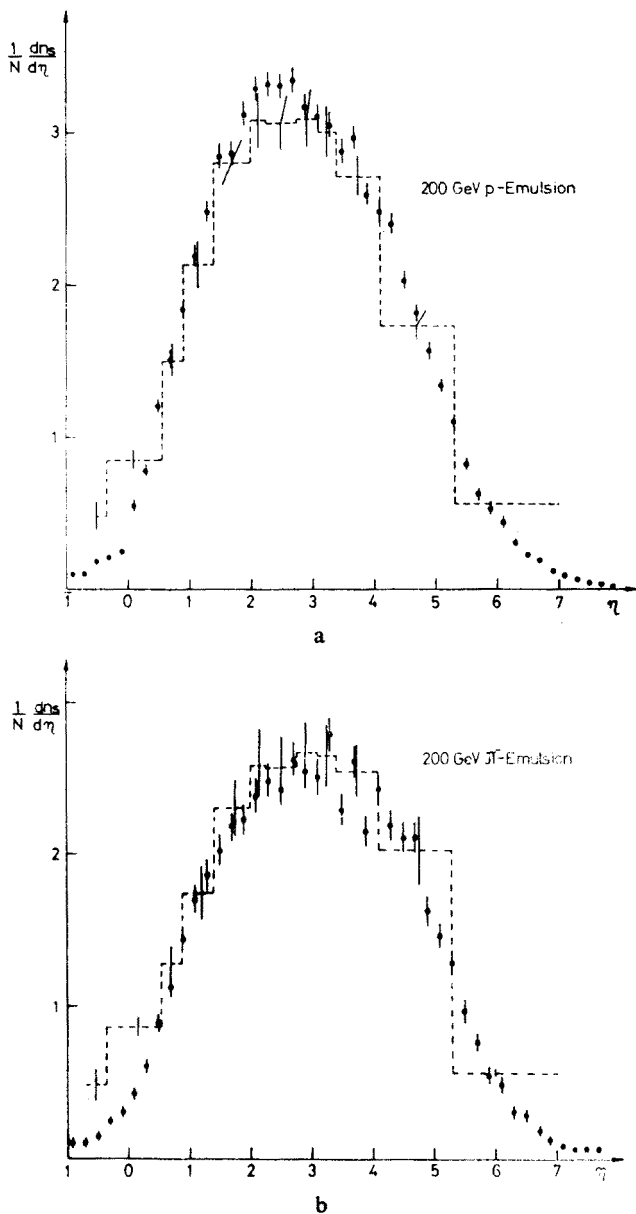 1/N dns/dη
3
2
1
200 GeV p-Emulsion
1 0 1 2 3 4 5 6 7 η
a
1/N dns/dη
2
1
200 GeV π̄-Emulsion
1 0 1 2 3 4 5 6 7 η
b